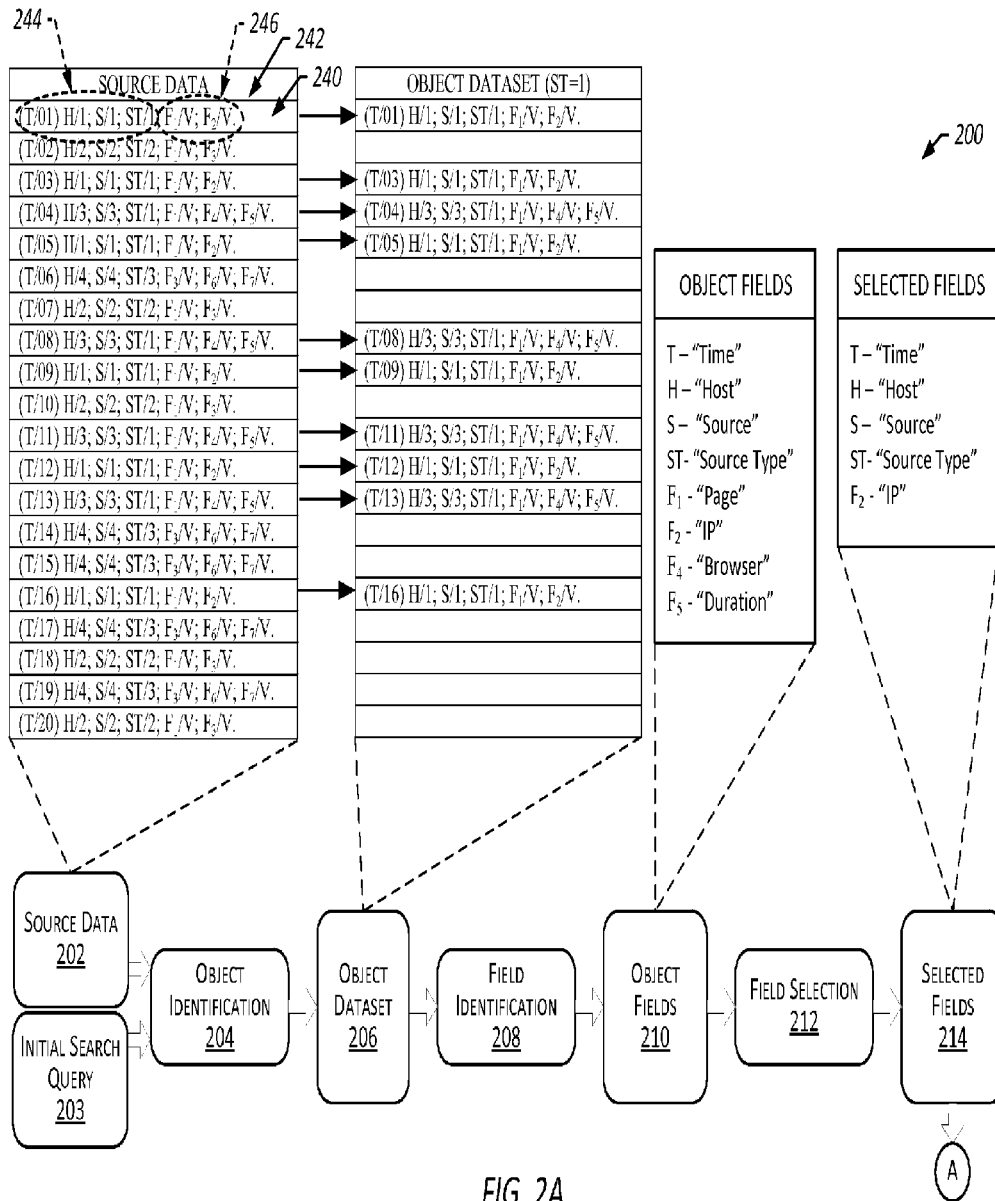 244
246
242
240
200
SOURCE DATA
(T/01) H/1; S/1; ST/1; F₁/V; F₂/V.
(T/02) H/2; S/2; ST/2; F₁/V; F₃/V.
(T/03) H/1; S/1; ST/1; F₁/V; F₂/V.
(T/04) H/3; S/3; ST/1; F₁/V; F₄/V; F₅/V.
(T/05) H/1; S/1; ST/1; F₁/V; F₂/V.
(T/06) H/4; S/4; ST/3; F₃/V; F₆/V; F₇/V.
(T/07) H/2; S/2; ST/2; F₁/V; F₃/V.
(T/08) H/3; S/3; ST/1; F₁/V; F₄/V; F₅/V.
(T/09) H/1; S/1; ST/1; F₁/V; F₂/V.
(T/10) H/2; S/2; ST/2; F₁/V; F₃/V.
(T/11) H/3; S/3; ST/1; F₁/V; F₄/V; F₅/V.
(T/12) H/1; S/1; ST/1; F₁/V; F₂/V.
(T/13) H/3; S/3; ST/1; F₁/V; F₄/V; F₅/V.
(T/14) H/4; S/4; ST/3; F₃/V; F₆/V; F₇/V.
(T/15) H/4; S/4; ST/3; F₃/V; F₆/V; F₇/V.
(T/16) H/1; S/1; ST/1; F₁/V; F₂/V.
(T/17) H/4; S/4; ST/3; F₃/V; F₆/V; F₇/V.
(T/18) H/2; S/2; ST/2; F₁/V; F₃/V.
(T/19) H/4; S/4; ST/3; F₃/V; F₆/V; F₇/V.
(T/20) H/2; S/2; ST/2; F₁/V; F₃/V.
OBJECT DATASET (ST=1)
(T/01) H/1; S/1; ST/1; F₁/V; F₂/V.
(T/03) H/1; S/1; ST/1; F₁/V; F₂/V.
(T/04) H/3; S/3; ST/1; F₁/V; F₄/V; F₅/V.
(T/05) H/1; S/1; ST/1; F₁/V; F₂/V.
(T/08) H/3; S/3; ST/1; F₁/V; F₄/V; F₅/V.
(T/09) H/1; S/1; ST/1; F₁/V; F₂/V.
(T/11) H/3; S/3; ST/1; F₁/V; F₄/V; F₅/V.
(T/12) H/1; S/1; ST/1; F₁/V; F₂/V.
(T/13) H/3; S/3; ST/1; F₁/V; F₄/V; F₅/V.
(T/16) H/1; S/1; ST/1; F₁/V; F₂/V.
OBJECT FIELDS
T – “Time”
H – “Host”
S – “Source”
ST- “Source Type”
F₁ - “Page”
F₂ - “IP”
F₄ - “Browser”
F₅ - “Duration”
SELECTED FIELDS
T – “Time”
H – “Host”
S – “Source”
ST- “Source Type”
F₂ - “IP”
SOURCE DATA
202
INITIAL SEARCH
QUERY
203
OBJECT
IDENTIFICATION
204
OBJECT
DATASET
206
FIELD
IDENTIFICATION
208
OBJECT
FIELDS
210
FIELD SELECTION
212
SELECTED
FIELDS
214
A
FIG. 2A